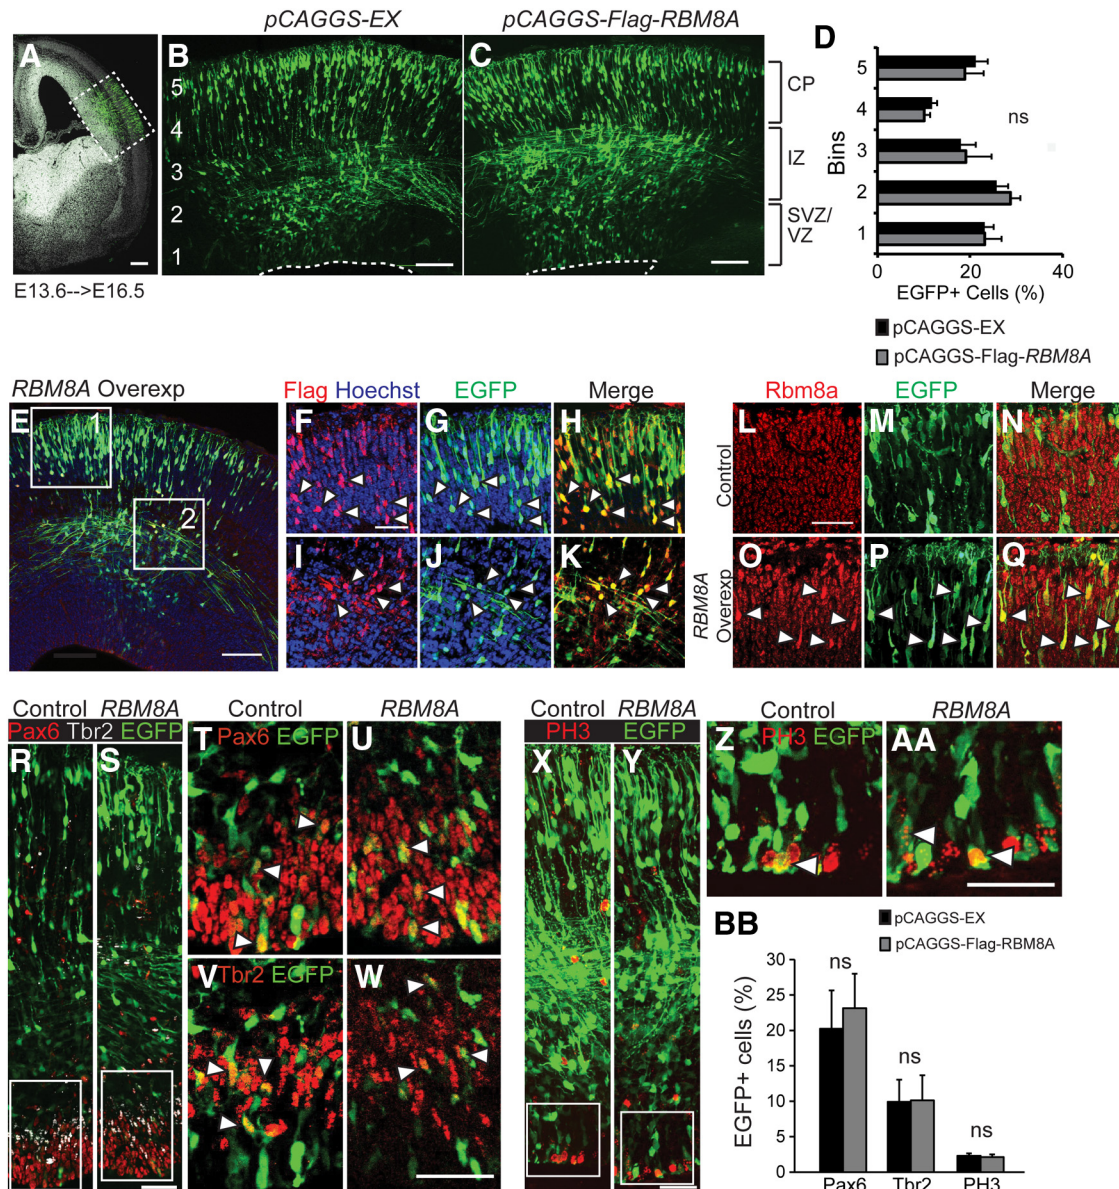 pCAGGS-EX
pCAGGS-Flag-RBM8A
A
B
C
D
5
4
3
2
1
CP
IZ
SVZ/
VZ
E13.6-->E16.5
Bins
5
4
3
2
1
ns
0
20
40
EGFP+ Cells (%)
pCAGGS-EX
pCAGGS-Flag-RBM8A
RBM8A Overexp
E
1
2
Flag Hoechst
EGFP
Merge
F
G
H
I
J
K
Rbm8a
EGFP
Merge
Control
L
M
N
RBM8A
Overexp
O
P
Q
Control
RBM8A
Pax6 Tbr2 EGFP
R
S
Control
RBM8A
T
Pax6 EGFP
U
V
Tbr2 EGFP
W
Control
RBM8A
PH3
EGFP
X
Y
Control
RBM8A
Z
PH3 EGFP
AA
BB
pCAGGS-EX
pCAGGS-Flag-RBM8A
EGFP+ cells (%)
30
25
20
15
10
5
0
ns
ns
ns
Pax6
Tbr2
PH3